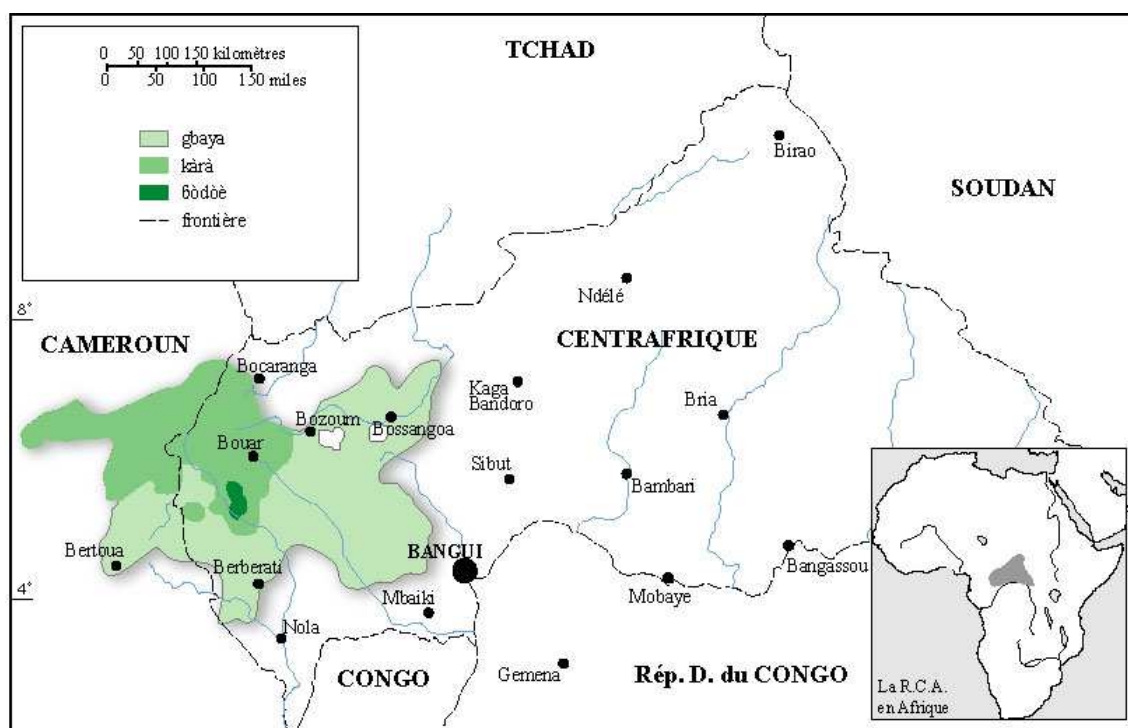 0 50 100 150 kilomètres
0 50 100 150 miles
gbaya
kàrà
ɓòdòè
frontière
TCHAD
Birao
SOUDAN
Ndélé
8°
CAMEROUN
CENTRAFRIQUE
Bocaranga
Kaga
Bandoro
Bria
Bozoum
Bossangoa
Bouar
Sibut
Bambari
Bertoua
BANGUI
Bangassou
Berberati
4°
Mbaiki
Mobaye
Nola
CONGO
Gemena
Rép. D. du CONGO
La R.C.A.
en Afrique